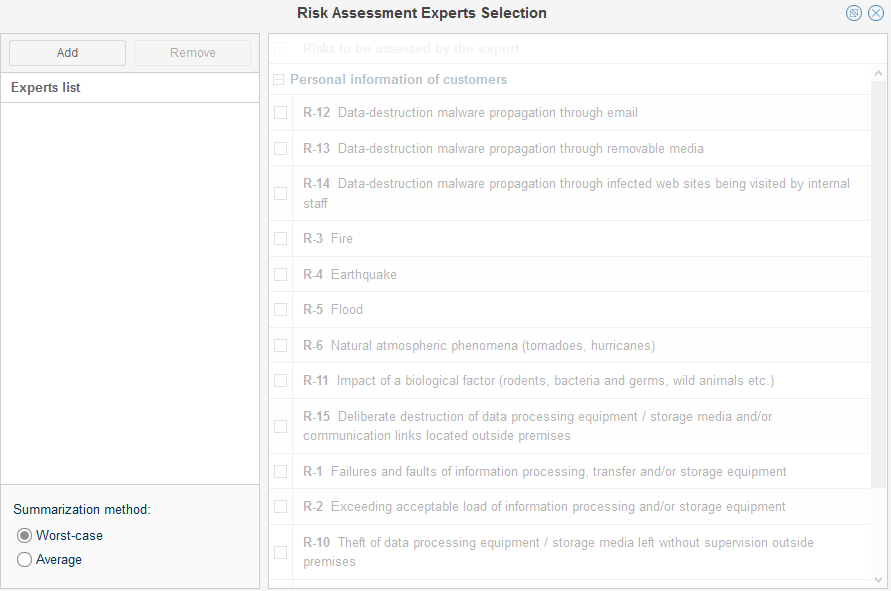 Risk Assessment Experts Selection
Add
Remove
Experts list
Summarization method:
Worst-case
Average
Risks to be assessed by the expert
Personal information of customers
R-12 Data-destruction malware propagation through email
R-13 Data-destruction malware propagation through removable media
R-14 Data-destruction malware propagation through infected web sites being visited by internal
staff
R-3 Fire
R-4 Earthquake
R-5 Flood
R-6 Natural atmospheric phenomena (tornadoes, hurricanes)
R-11 Impact of a biological factor (rodents, bacteria and germs, wild animals etc.)
R-15 Deliberate destruction of data processing equipment / storage media and/or
communication links located outside premises
R-1 Failures and faults of information processing, transfer and/or storage equipment
R-2 Exceeding acceptable load of information processing and/or storage equipment
R-10 Theft of data processing equipment / storage media left without supervision outside
premises